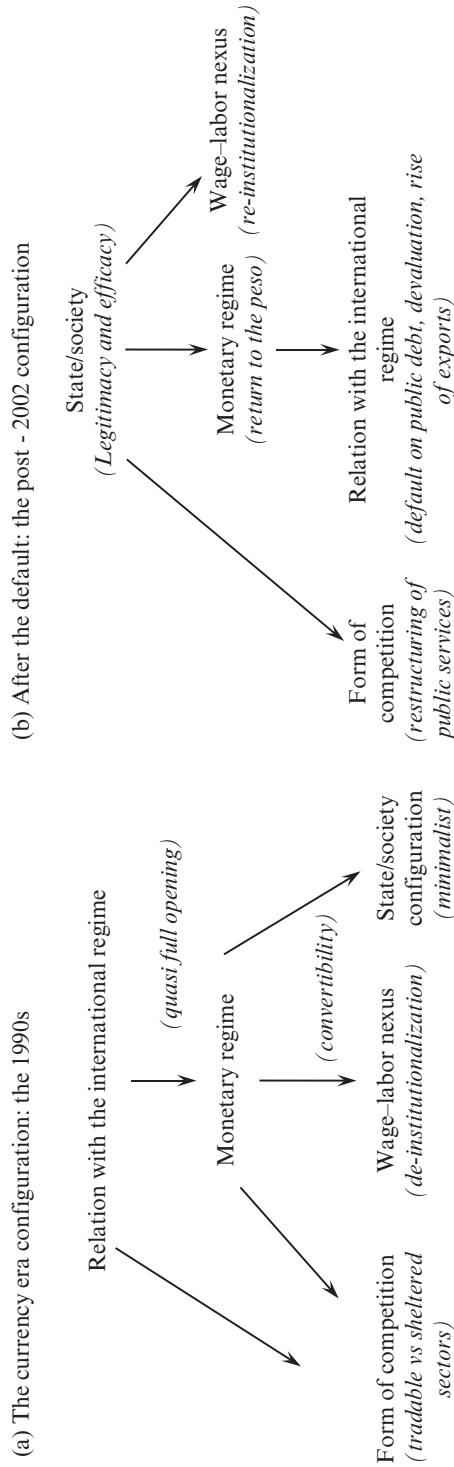 (a) The currency era configuration: the 1990s
Relation with the international regime
(quasi full opening)
Monetary regime
(convertibility)
Form of competition
(tradable vs sheltered
sectors)
Wage–labor nexus
(de-institutionalization)
State/society
configuration
(minimalist)
(b) After the default: the post - 2002 configuration
State/society
(Legitimacy and efficacy)
Monetary regime
(return to the peso)
Wage–labor nexus
(re-institutionalization)
Form of
competition
(restructuring of
public services)
Relation with the international
regime
(default on public debt, devaluation, rise
of exports)